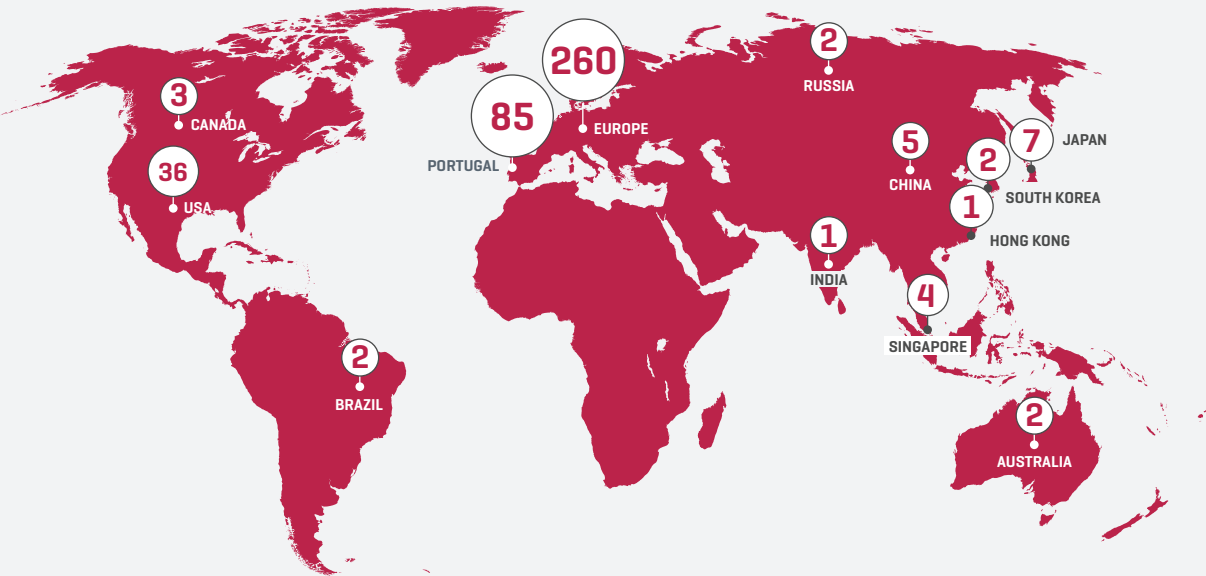 260
EUROPE
85
PORTUGAL
3
CANADA
36
USA
2
BRAZIL
2
RUSSIA
5
CHINA
7
JAPAN
2
SOUTH KOREA
1
HONG KONG
1
INDIA
4
SINGAPORE
2
AUSTRALIA